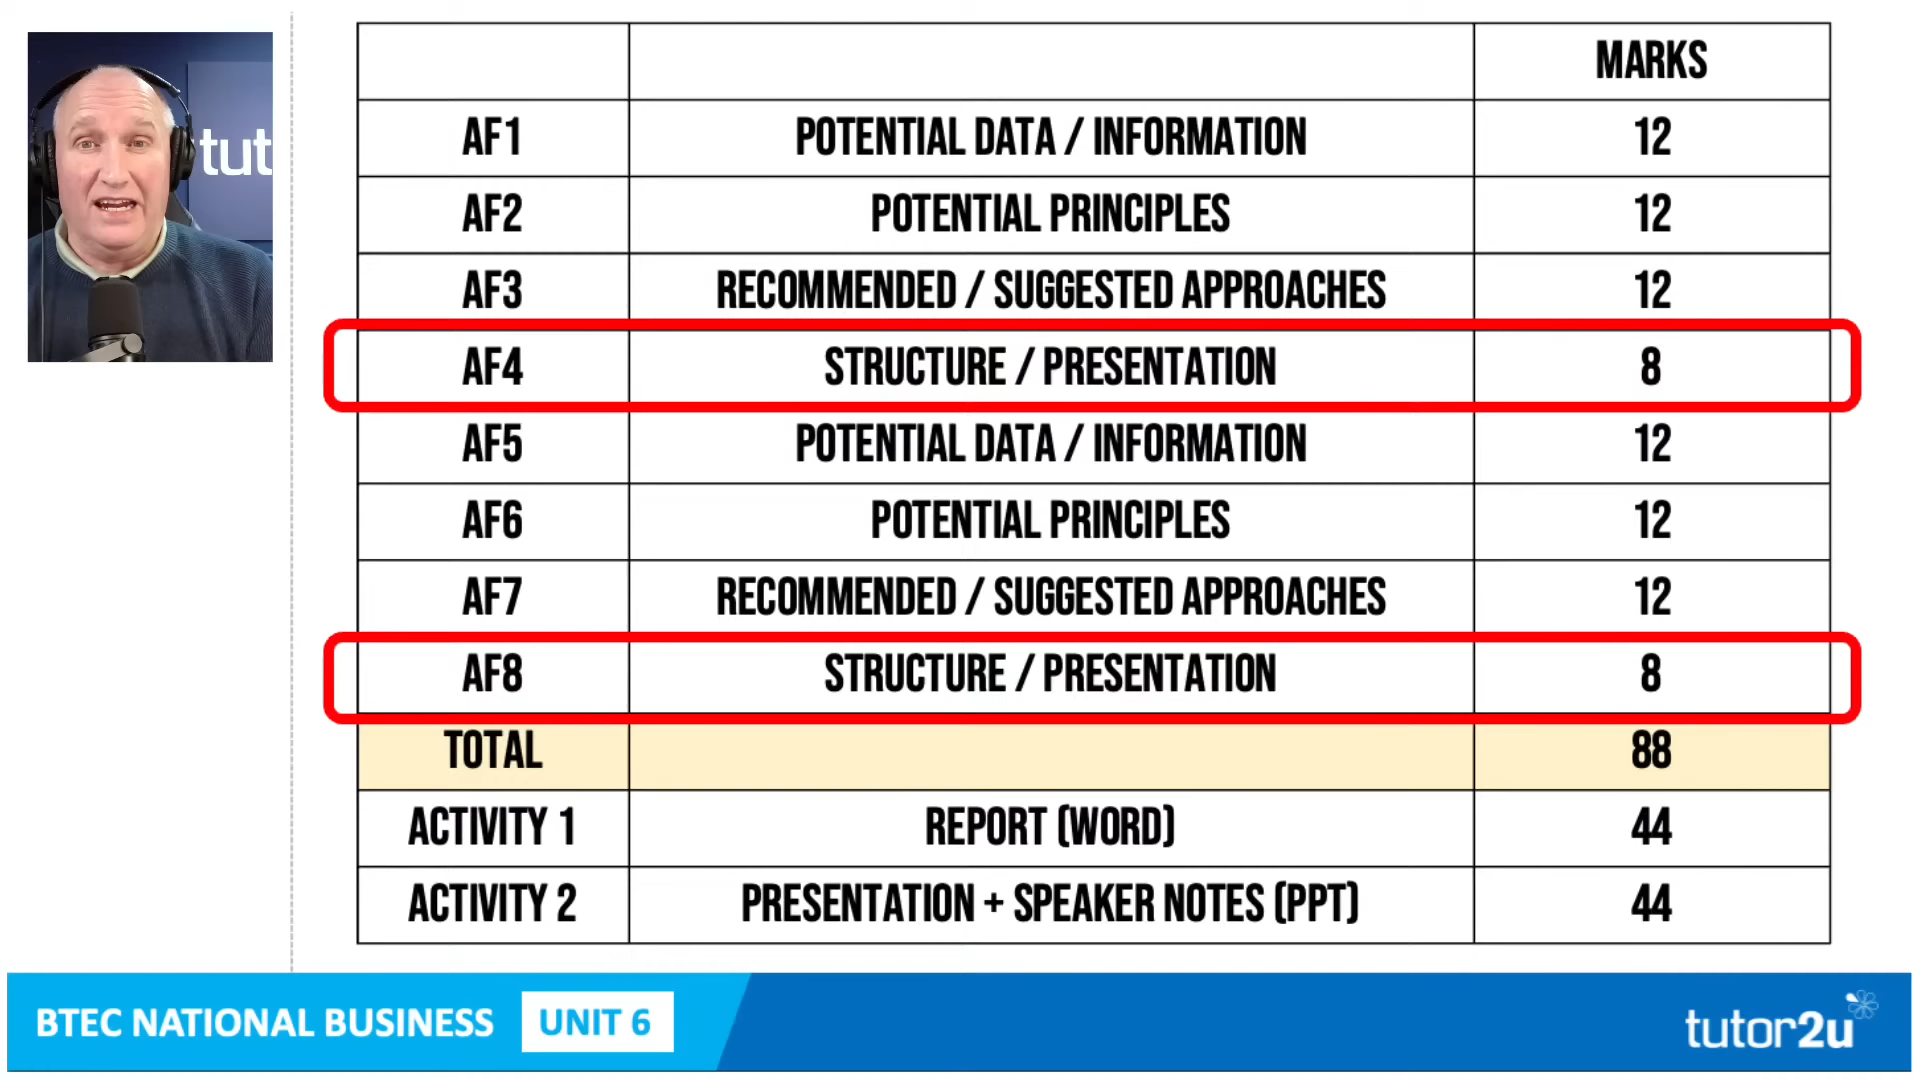 tut
MARKS
AF1 POTENTIAL DATA / INFORMATION 12
AF2 POTENTIAL PRINCIPLES 12
AF3 RECOMMENDED / SUGGESTED APPROACHES 12
AF4 STRUCTURE / PRESENTATION 8
AF5 POTENTIAL DATA / INFORMATION 12
AF6 POTENTIAL PRINCIPLES 12
AF7 RECOMMENDED / SUGGESTED APPROACHES 12
AF8 STRUCTURE / PRESENTATION 8
TOTAL 88
ACTIVITY 1 REPORT (WORD) 44
ACTIVITY 2 PRESENTATION + SPEAKER NOTES (PPT) 44
BTEC NATIONAL BUSINESS UNIT 6
tutor2u